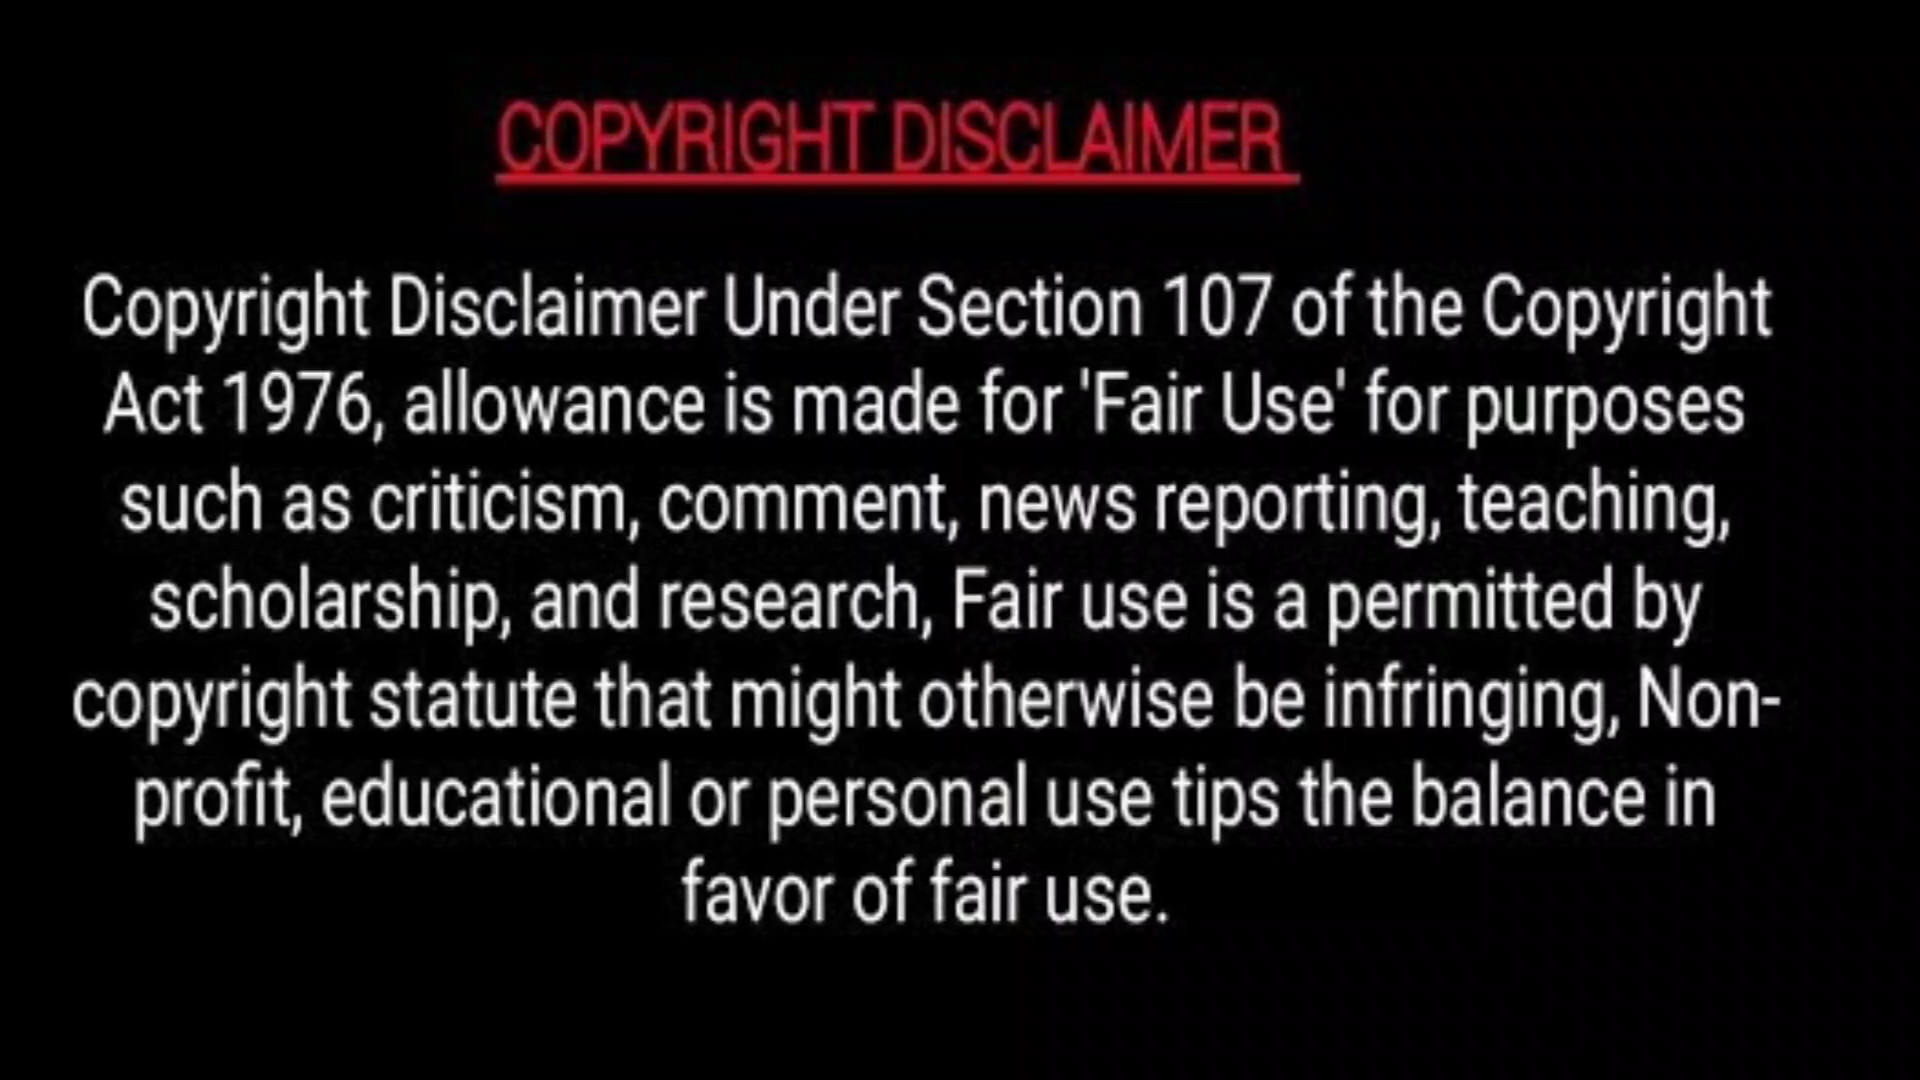 COPYRIGHT DISCLAIMER
Copyright Disclaimer Under Section 107 of the Copyright
Act 1976, allowance is made for 'Fair Use' for purposes
such as criticism, comment, news reporting, teaching,
scholarship, and research, Fair use is a permitted by
copyright statute that might otherwise be infringing, Non-
profit, educational or personal use tips the balance in
favor of fair use.